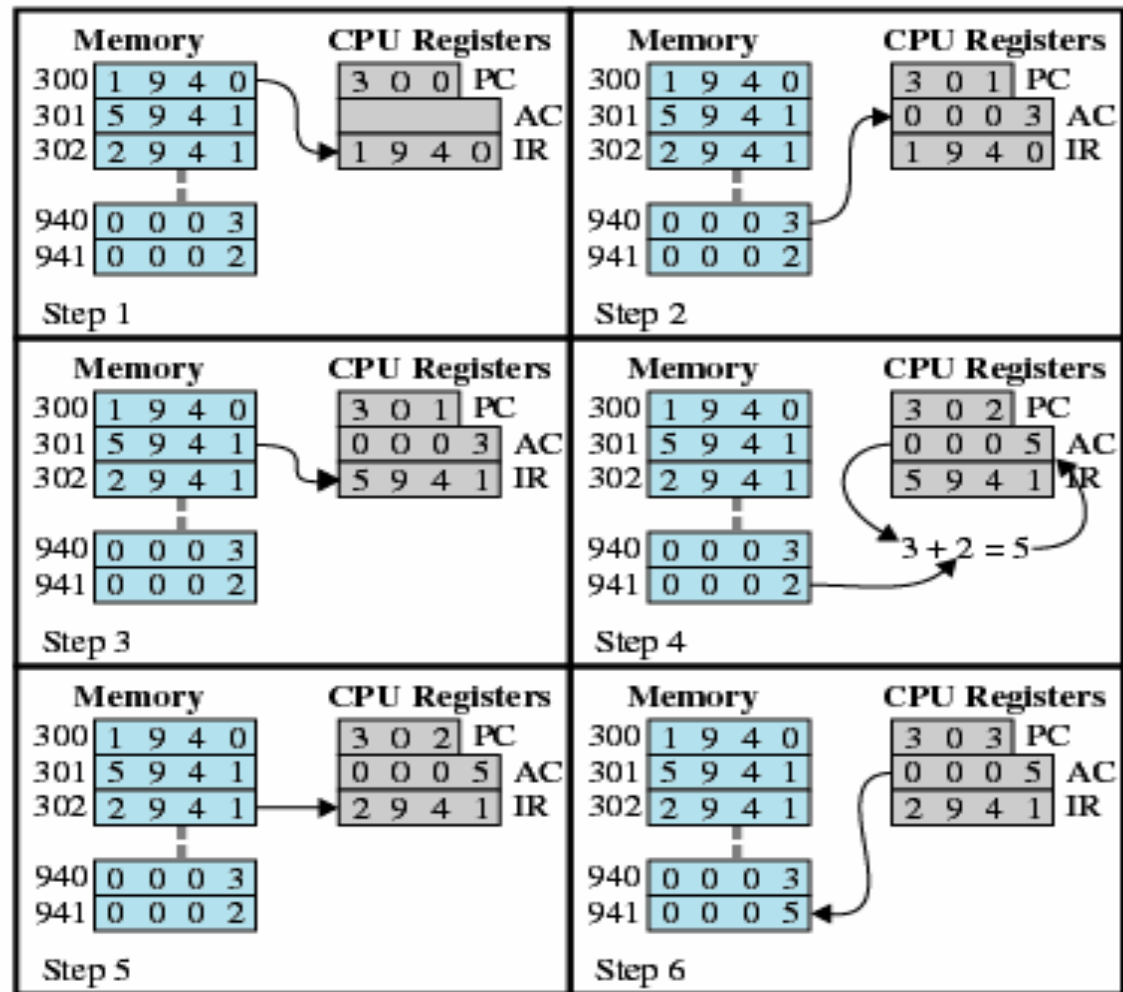 Memory CPU Registers
300 1 9 4 0 3 0 0 PC
301 5 9 4 1 AC
302 2 9 4 1 1 9 4 0 IR
940 0 0 0 3
941 0 0 0 2
Step 1
Memory CPU Registers
300 1 9 4 0 3 0 1 PC
301 5 9 4 1 0 0 0 3 AC
302 2 9 4 1 1 9 4 0 IR
940 0 0 0 3
941 0 0 0 2
Step 2
Memory CPU Registers
300 1 9 4 0 3 0 1 PC
301 5 9 4 1 0 0 0 3 AC
302 2 9 4 1 5 9 4 1 IR
940 0 0 0 3
941 0 0 0 2
Step 3
Memory CPU Registers
300 1 9 4 0 3 0 2 PC
301 5 9 4 1 0 0 0 5 AC
302 2 9 4 1 5 9 4 1 IR
940 0 0 0 3 3 + 2 = 5
941 0 0 0 2
Step 4
Memory CPU Registers
300 1 9 4 0 3 0 2 PC
301 5 9 4 1 0 0 0 5 AC
302 2 9 4 1 2 9 4 1 IR
940 0 0 0 3
941 0 0 0 2
Step 5
Memory CPU Registers
300 1 9 4 0 3 0 3 PC
301 5 9 4 1 0 0 0 5 AC
302 2 9 4 1 2 9 4 1 IR
940 0 0 0 3
941 0 0 0 5
Step 6